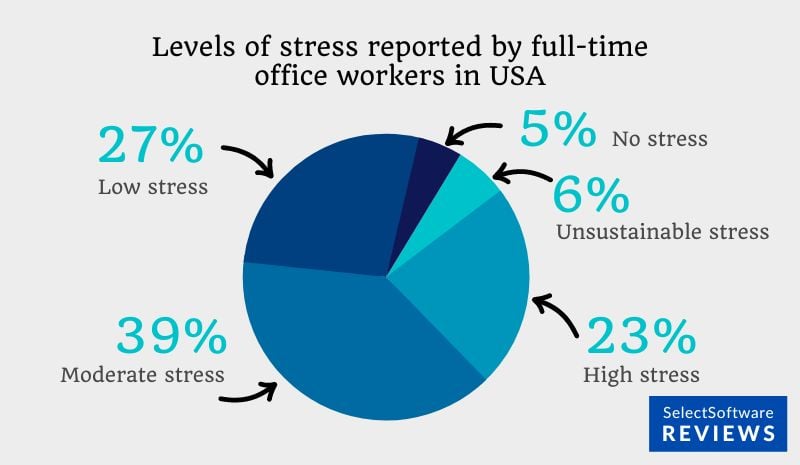 Levels of stress reported by full-time
office workers in USA
27%
Low stress
5% No stress
6%
Unsustainable stress
39%
Moderate stress
23%
High stress
SelectSoftware
REVIEWS